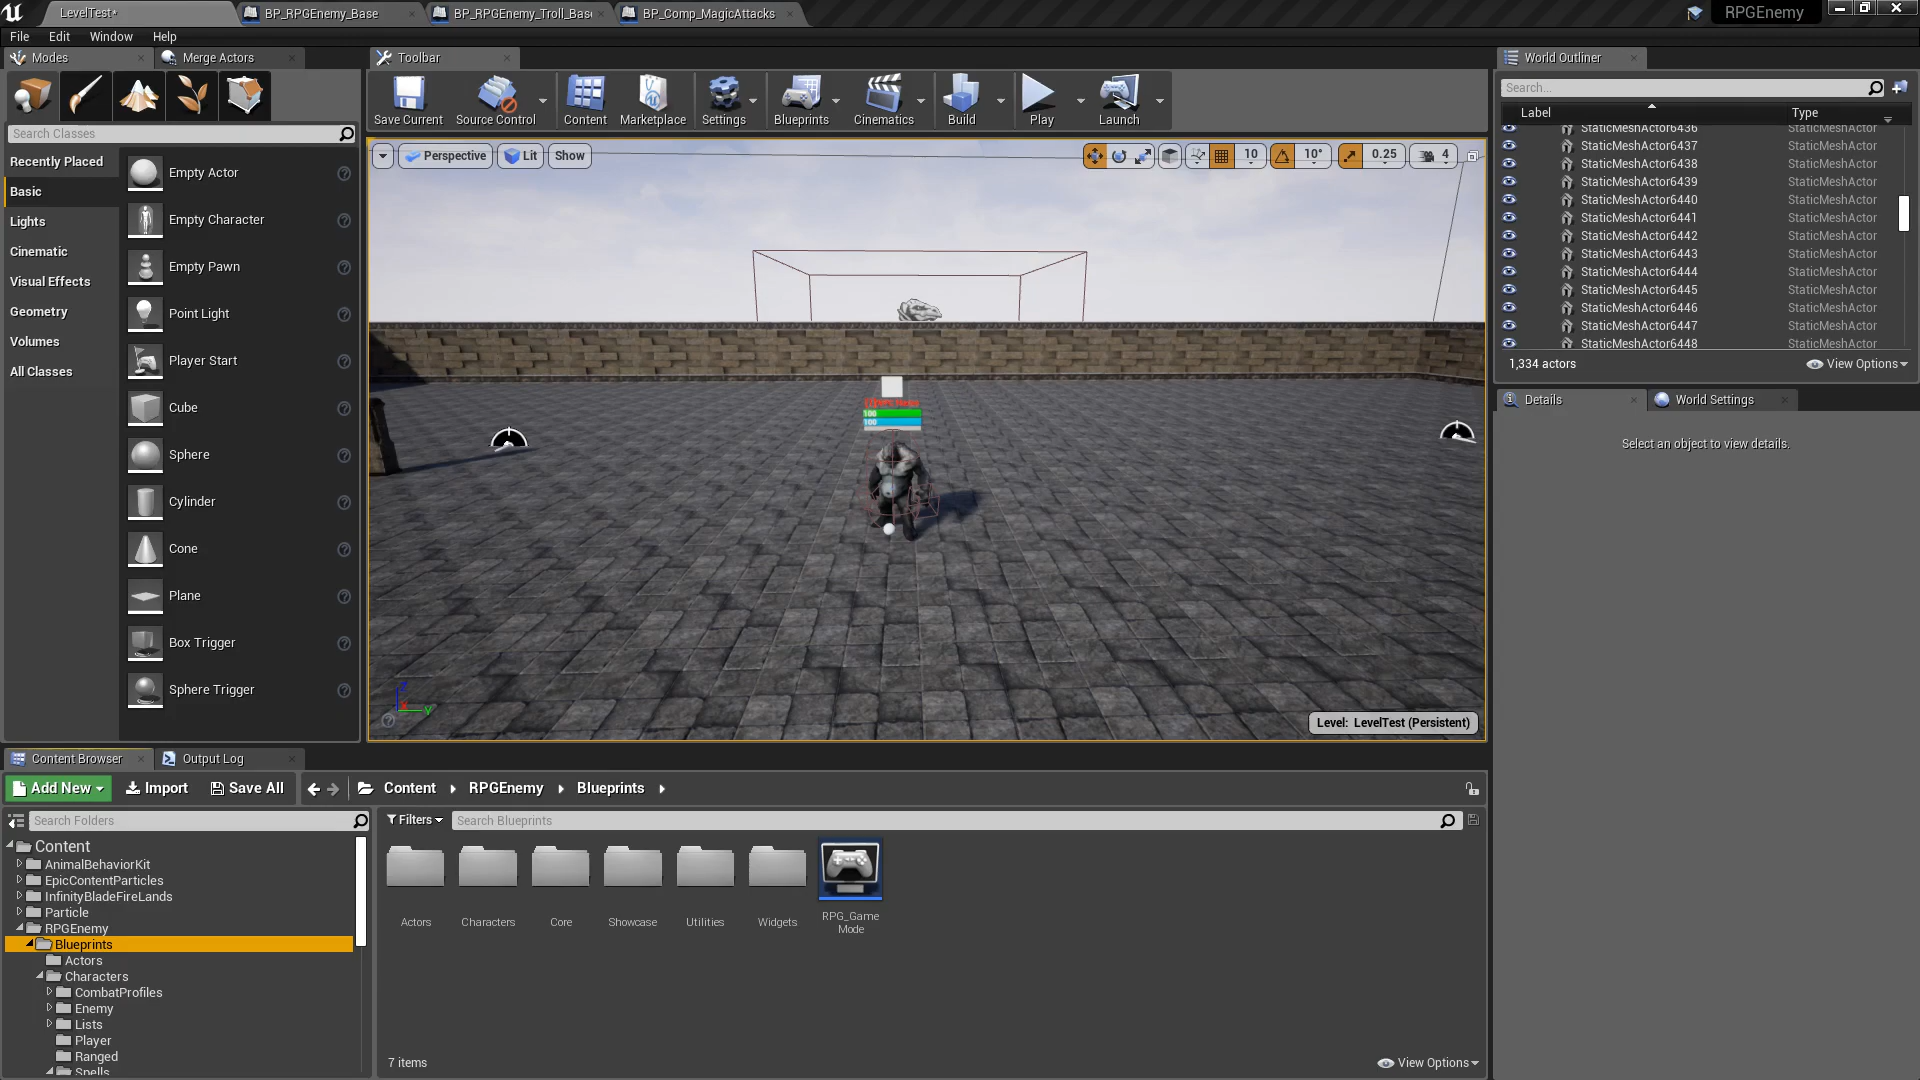 LevelTest*
BP_RPGEnemy_Base
BP_RPGEnemy_Troll_Bas
BP_Comp_MagicAttacks
RPGEnemy
File
Edit
Window
Help
Modes
Merge Actors
Toolbar
World Outliner
Save Current
Source Control
Content
Marketplace
Settings
Blueprints
Cinematics
Build
Play
Launch
Search...
Label
Type
Search Classes
Recently Placed
Basic
Lights
Cinematic
Visual Effects
Geometry
Volumes
All Classes
Empty Actor
Empty Character
Empty Pawn
Point Light
Player Start
Cube
Sphere
Cylinder
Cone
Plane
Box Trigger
Sphere Trigger
Perspective
Lit
Show
10
10°
0.25
4
100
100
Z
Y
Level: LevelTest (Persistent)
StaticMeshActor6436 StaticMeshActor
StaticMeshActor6437 StaticMeshActor
StaticMeshActor6438 StaticMeshActor
StaticMeshActor6439 StaticMeshActor
StaticMeshActor6440 StaticMeshActor
StaticMeshActor6441 StaticMeshActor
StaticMeshActor6442 StaticMeshActor
StaticMeshActor6443 StaticMeshActor
StaticMeshActor6444 StaticMeshActor
StaticMeshActor6445 StaticMeshActor
StaticMeshActor6446 StaticMeshActor
StaticMeshActor6447 StaticMeshActor
StaticMeshActor6448 StaticMeshActor
1,334 actors
View Options
Details
World Settings
Select an object to view details.
Content Browser
Output Log
Add New
Import
Save All
Content
RPGEnemy
Blueprints
Search Folders
Filters
Search Blueprints
Content
AnimalBehaviorKit
EpicContentParticles
InfinityBladeFireLands
Particle
RPGEnemy
Blueprints
Actors
Characters
CombatProfiles
Enemy
Lists
Player
Ranged
Spells
Actors
Characters
Core
Showcase
Utilities
Widgets
RPG_Game
Mode
7 items
View Options